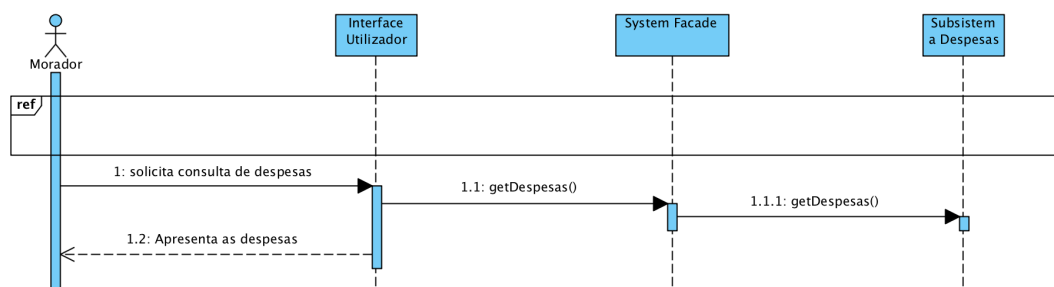 Interface
Utilizador
System Facade
Subsistem
a Despesas
Morador
ref
1: solicita consulta de despesas
1.1: getDespesas()
1.1.1: getDespesas()
1.2: Apresenta as despesas